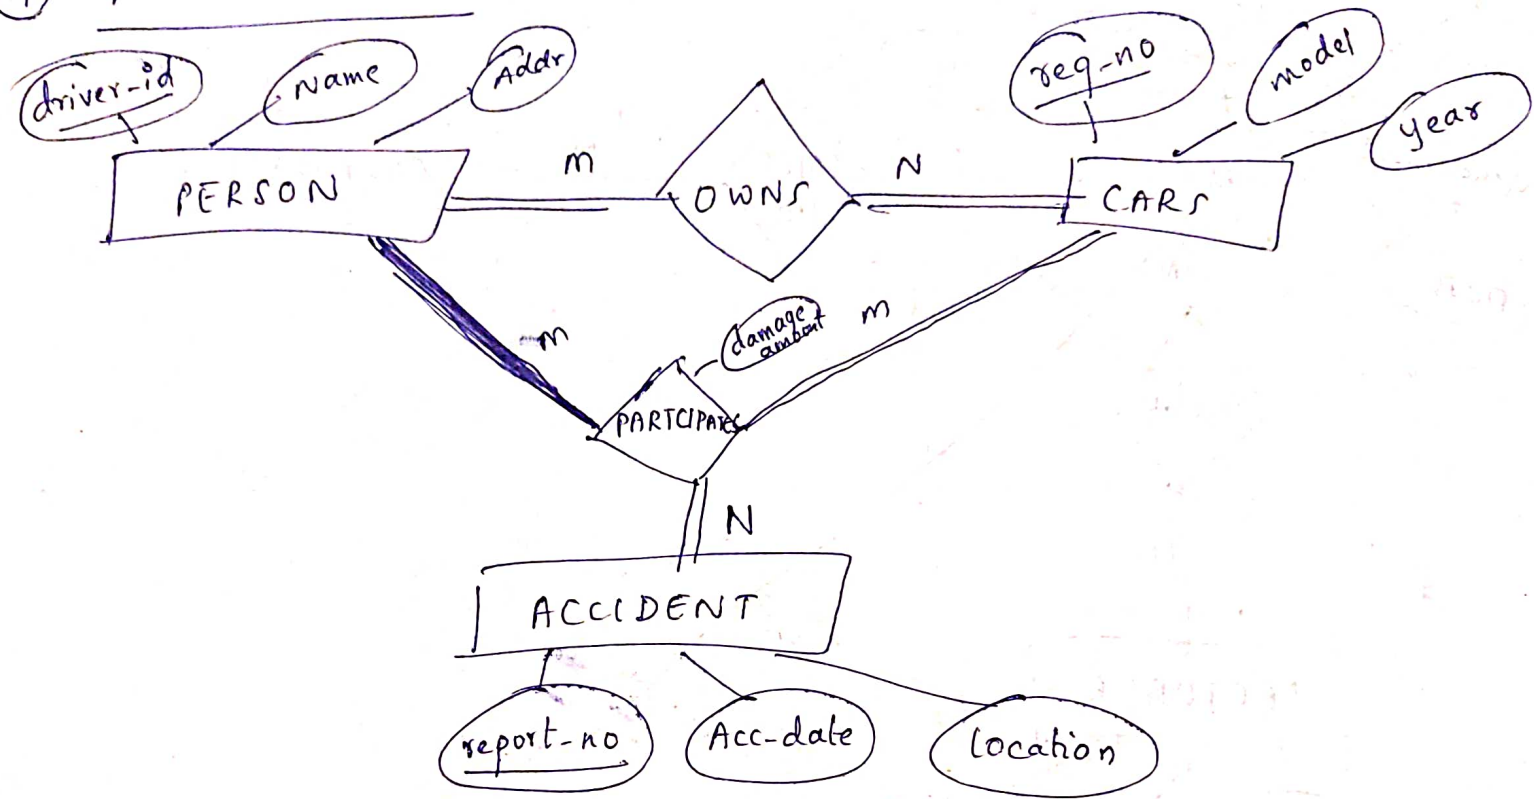 driver-id
Name
Addr
reg-no
model
year
PERSON
M
OWNS
N
CARS
M
damage
amount
M
PARTCIPATES
N
ACCIDENT
report-no
Acc-date
location